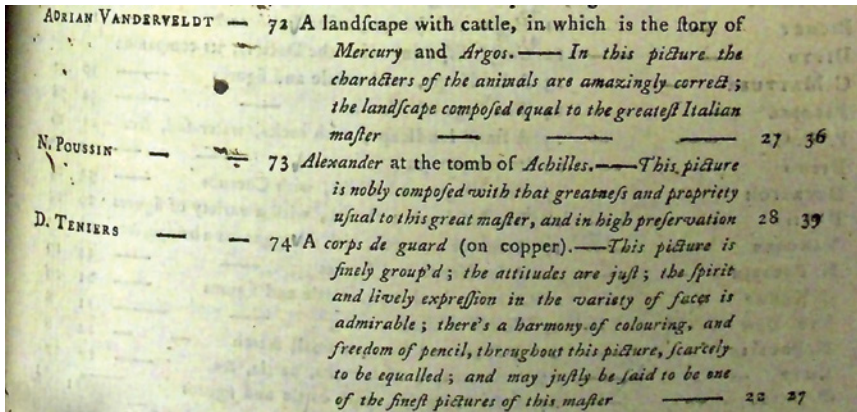 ADRIAN VANDERVELDT — 72 A landſcape with cattle, in which is the ſtory of
Mercury and Argos.—— In this picture the
characters of the animals are amazingly correct;
the landſcape compoſed equal to the greateſt Italian
maſter —— —— —— 27 36
N. POUSSIN — — 73 Alexander at the tomb of Achilles.——This picture
is nobly compoſed with that greatneſs and propriety
uſual to this great maſter, and in high preſervation 28 39
D. TENIERS — — 74 A corps de guard (on copper).——This picture is
finely group'd; the attitudes are juſt; the ſpirit
and lively expreſſion in the variety of faces is
admirable; there's a harmony of colouring, and
freedom of pencil, throughout this picture, ſcarcely
to be equalled; and may juſtly be ſaid to be one
of the fineſt pictures of this maſter —— 22 27